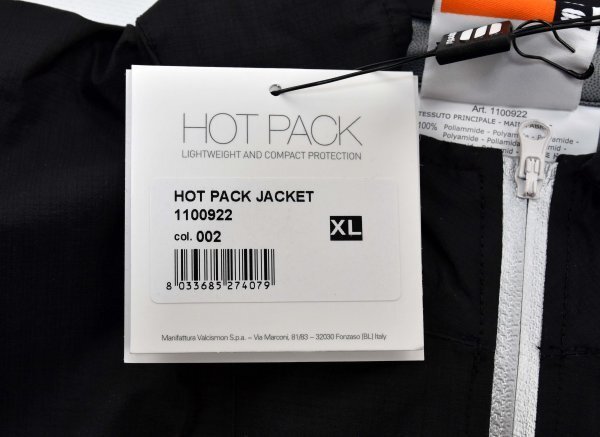 Art. 1100922
TESSUTO PRINCIPALE - MAIN
100% Poliammide - Polyamide -
HOT PACK
LIGHTWEIGHT AND COMPACT PROTECTION
HOT PACK JACKET
1100922
col. 002
XL
8 033685 274079
Manifattura Valcismon S.p.a. – Via Marconi, 81/83 – 32030 Fonzaso (BL) Italy